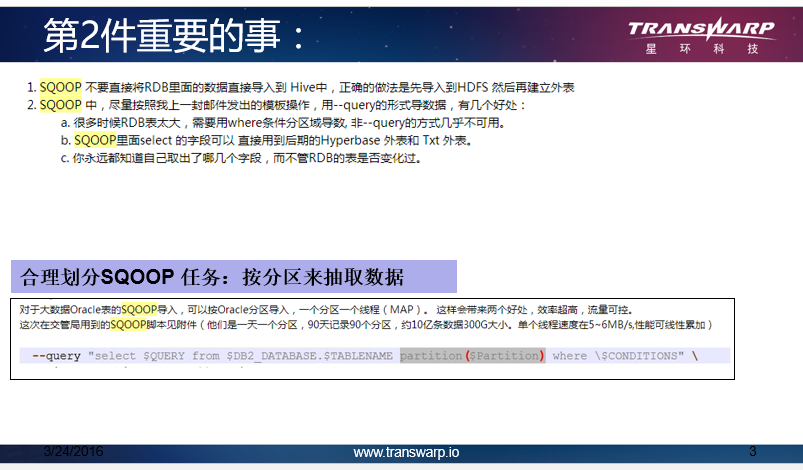 第2件重要的事：
TRANSWARP
星 环 科 技
1. SQOOP 不要直接将RDB里面的数据直接导入到 Hive中，正确的做法是先导入到HDFS 然后再建立外表
2. SQOOP 中，尽量按照我上一封邮件发出的模板操作，用--query的形式导数据，有几个好处：
a. 很多时候RDB表太大，需要用where条件分区域导数, 非--query的方式几乎不可用。
b. SQOOP里面select 的字段可以 直接用到后期的Hyperbase 外表和 Txt 外表。
c. 你永远都知道自己取出了哪几个字段，而不管RDB的表是否变化过。
合理划分SQOOP 任务：按分区来抽取数据
对于大数据Oracle表的SQOOP导入，可以按Oracle分区导入，一个分区一个线程（MAP）。 这样会带来两个好处，效率超高，流量可控。
这次在交管局用到的SQOOP脚本见附件（他们是一天一个分区，90天记录90个分区，约10亿条数据300G大小。单个线程速度在5~6MB/s,性能可线性累加）
--query "select $QUERY from $DB2_DATABASE.$TABLENAME partition($Partition) where \$CONDITIONS" \
3/24/2016
www.transwarp.io
3